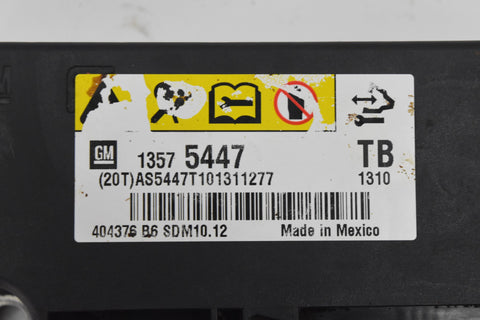 GM 1357 5447 TB
(20T)AS5447T101311277 1310
404376 B6 SDM10.12 Made in Mexico